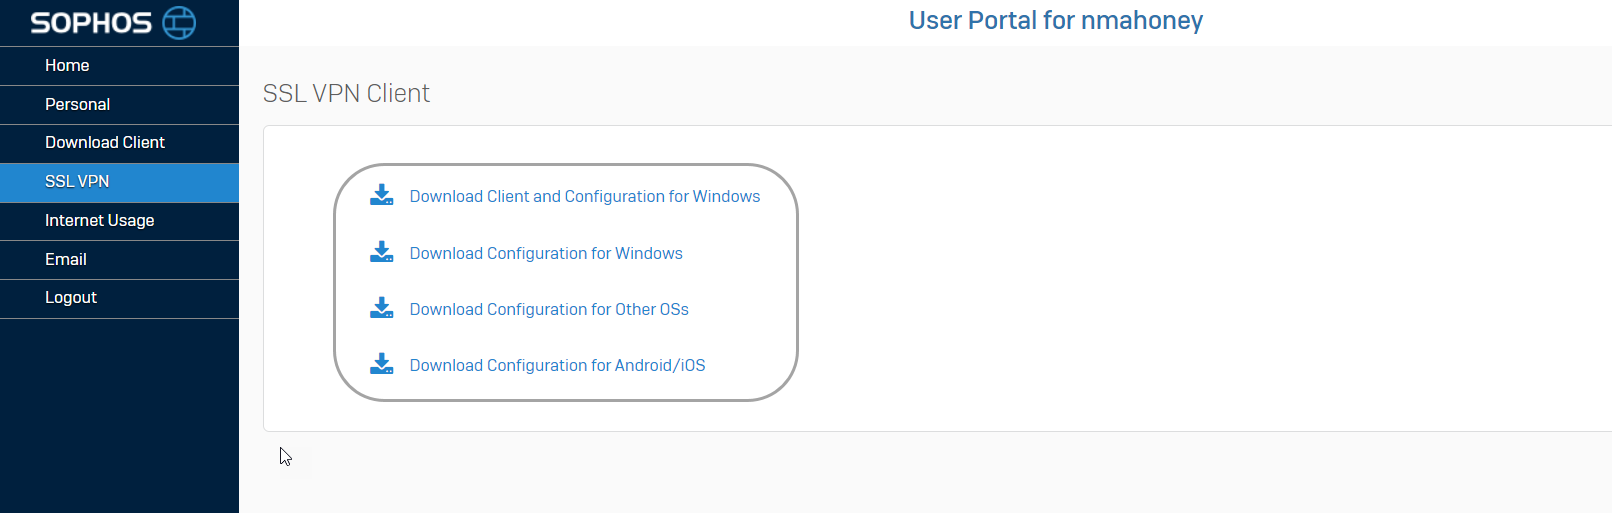 SOPHOS
User Portal for nmahoney
Home
Personal
Download Client
SSL VPN
Internet Usage
Email
Logout
SSL VPN Client
Download Client and Configuration for Windows
Download Configuration for Windows
Download Configuration for Other OSs
Download Configuration for Android/iOS